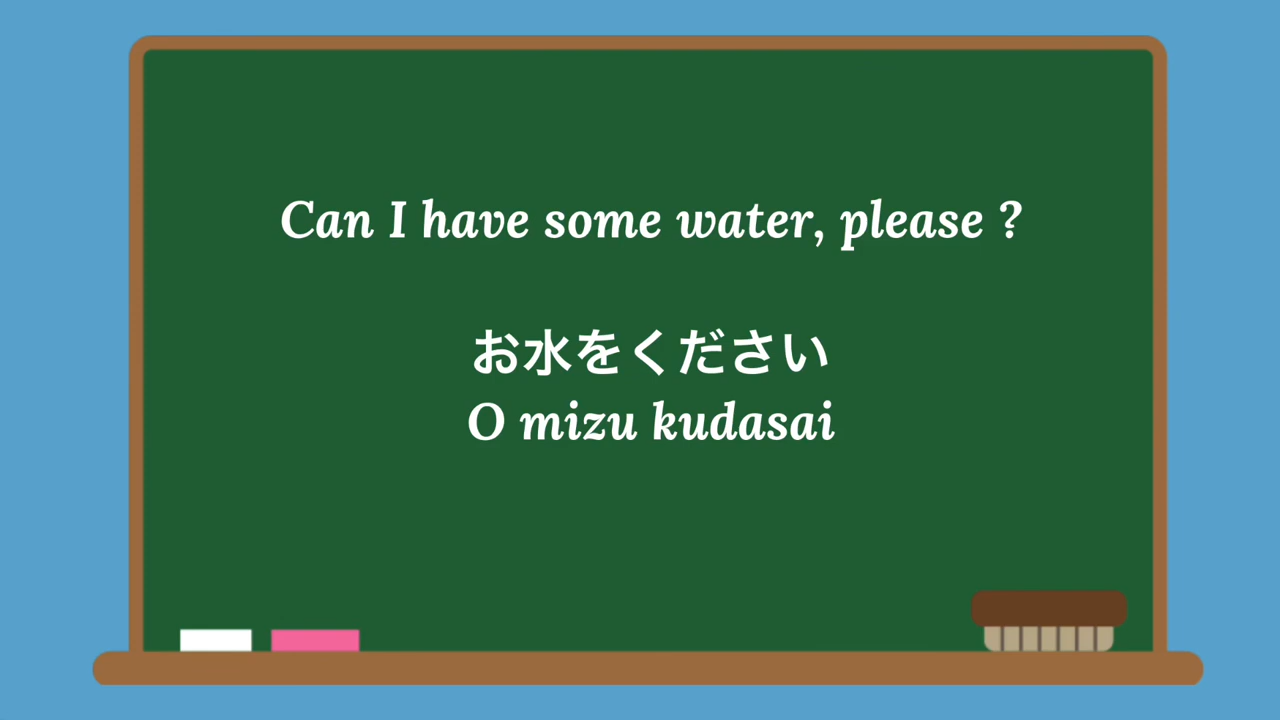 Can I have some water, please ?
お水をください
O mizu kudasai